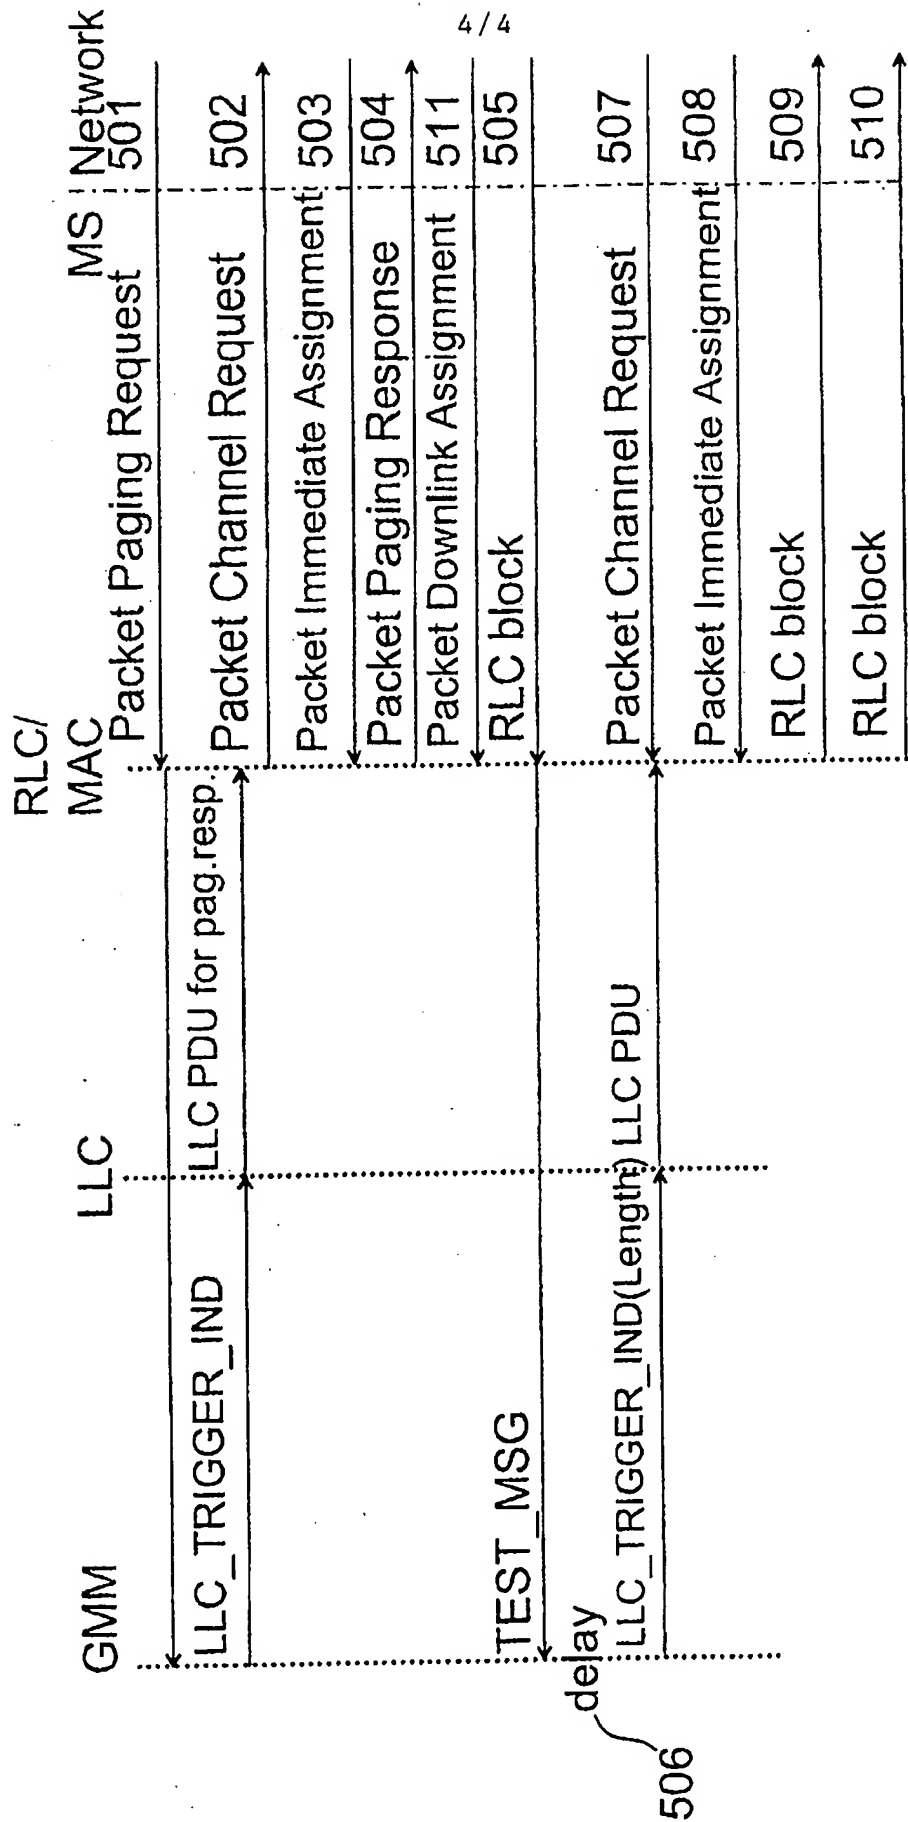 4/4
GMM
LLC
RLC/
MAC
MS
Network
Packet Paging Request
501
LLC_TRIGGER_IND
LLC PDU for pag.resp.
Packet Channel Request
502
Packet Immediate Assignment
503
Packet Paging Response
504
Packet Downlink Assignment
511
TEST_MSG
RLC block
505
delay
506
LLC_TRIGGER_IND(Length)
LLC PDU
Packet Channel Request
507
Packet Immediate Assignment
508
RLC block
509
RLC block
510